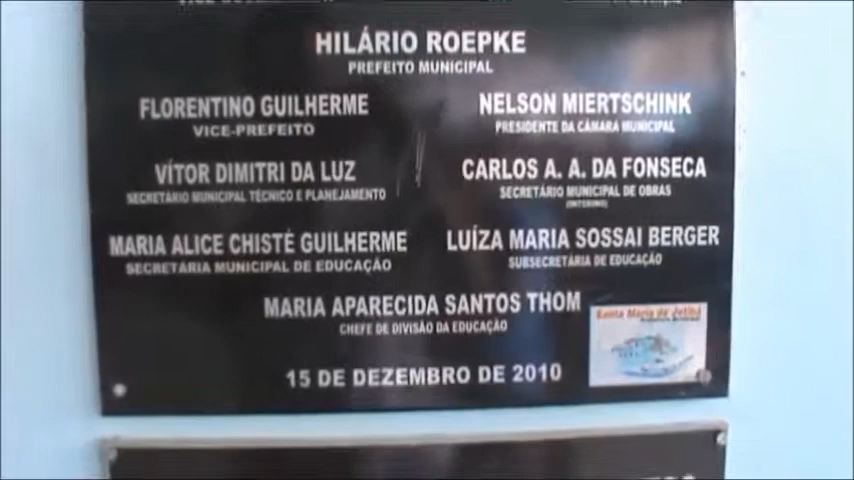 HILÁRIO ROEPKE
PREFEITO MUNICIPAL
FLORENTINO GUILHERME
VICE-PREFEITO
NELSON MIERTSCHINK
PRESIDENTE DA CÂMARA MUNICIPAL
VÍTOR DIMITRI DA LUZ
SECRETÁRIO MUNICIPAL TÉCNICO E PLANEJAMENTO
CARLOS A. A. DA FONSECA
SECRETÁRIO MUNICIPAL DE OBRAS
(INTERINO)
MARIA ALICE CHISTÉ GUILHERME
SECRETÁRIA MUNICIPAL DE EDUCAÇÃO
LUÍZA MARIA SOSSAI BERGER
SUBSECRETÁRIA DE EDUCAÇÃO
MARIA APARECIDA SANTOS THOM
CHEFE DE DIVISÃO DA EDUCAÇÃO
Santa Maria de Jetibá
15 DE DEZEMBRO DE 2010